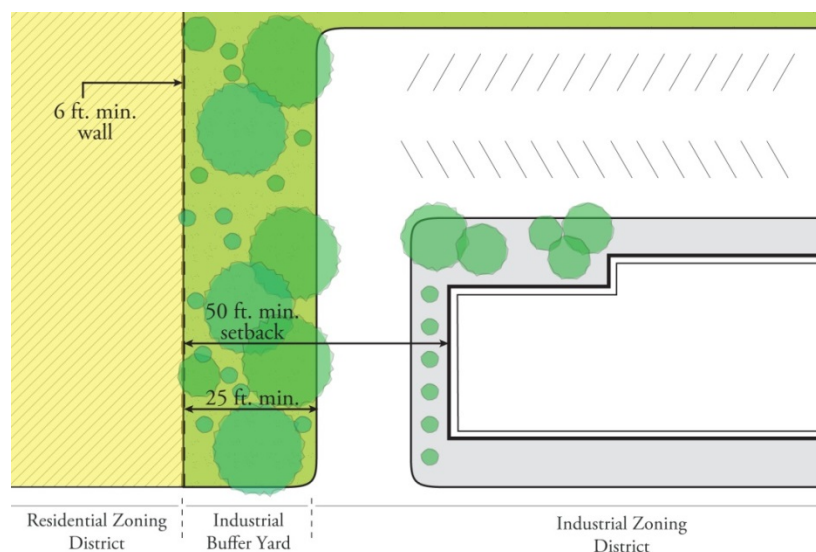 6 ft. min.
wall
50 ft. min.
setback
25 ft. min.
Residential Zoning
District
Industrial
Buffer Yard
Industrial Zoning
District